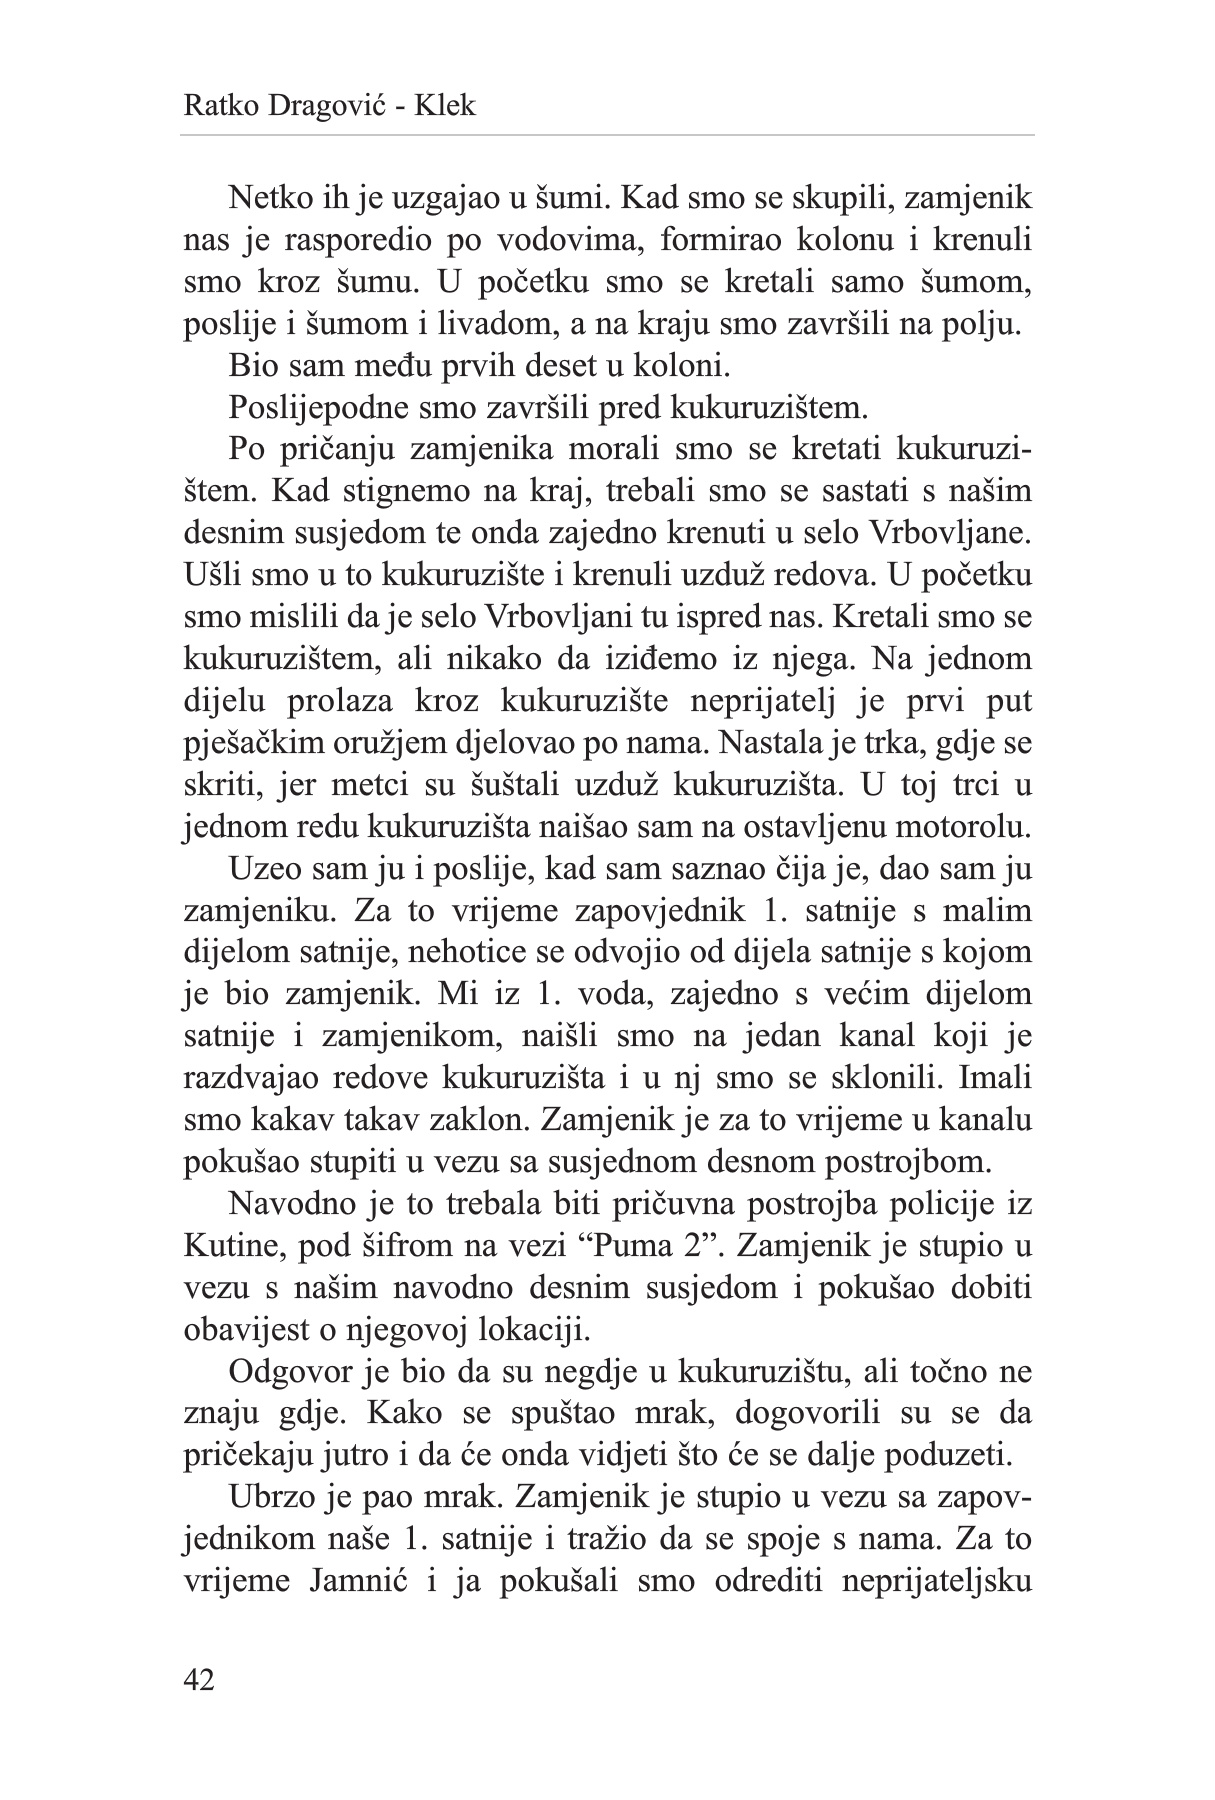 Ratko Dragović - Klek
Netko ih je uzgajao u šumi. Kad smo se skupili, zamjenik
nas je rasporedio po vodovima, formirao kolonu i krenuli
smo kroz šumu. U početku smo se kretali samo šumom,
poslije i šumom i livadom, a na kraju smo završili na polju.
Bio sam među prvih deset u koloni.
Poslijepodne smo završili pred kukuruzištem.
Po pričanju zamjenika morali smo se kretati kukuruzi-
štem. Kad stignemo na kraj, trebali smo se sastati s našim
desnim susjedom te onda zajedno krenuti u selo Vrbovljane.
Ušli smo u to kukuruzište i krenuli uzduž redova. U početku
smo mislili da je selo Vrbovljani tu ispred nas. Kretali smo se
kukuruzištem, ali nikako da iziđemo iz njega. Na jednom
dijelu prolaza kroz kukuruzište neprijatelj je prvi put
pješačkim oružjem djelovao po nama. Nastala je trka, gdje se
skriti, jer metci su šuštali uzduž kukuruzišta. U toj trci u
jednom redu kukuruzišta naišao sam na ostavljenu motorolu.
Uzeo sam ju i poslije, kad sam saznao čija je, dao sam ju
zamjeniku. Za to vrijeme zapovjednik 1. satnije s malim
dijelom satnije, nehotice se odvojio od dijela satnije s kojom
je bio zamjenik. Mi iz 1. voda, zajedno s većim dijelom
satnije i zamjenikom, naišli smo na jedan kanal koji je
razdvajao redove kukuruzišta i u nj smo se sklonili. Imali
smo kakav takav zaklon. Zamjenik je za to vrijeme u kanalu
pokušao stupiti u vezu sa susjednom desnom postrojbom.
Navodno je to trebala biti pričuvna postrojba policije iz
Kutine, pod šifrom na vezi “Puma 2”. Zamjenik je stupio u
vezu s našim navodno desnim susjedom i pokušao dobiti
obavijest o njegovoj lokaciji.
Odgovor je bio da su negdje u kukuruzištu, ali točno ne
znaju gdje. Kako se spuštao mrak, dogovorili su se da
pričekaju jutro i da će onda vidjeti što će se dalje poduzeti.
Ubrzo je pao mrak. Zamjenik je stupio u vezu sa zapov-
jednikom naše 1. satnije i tražio da se spoje s nama. Za to
vrijeme Jamnić i ja pokušali smo odrediti neprijateljsku
42